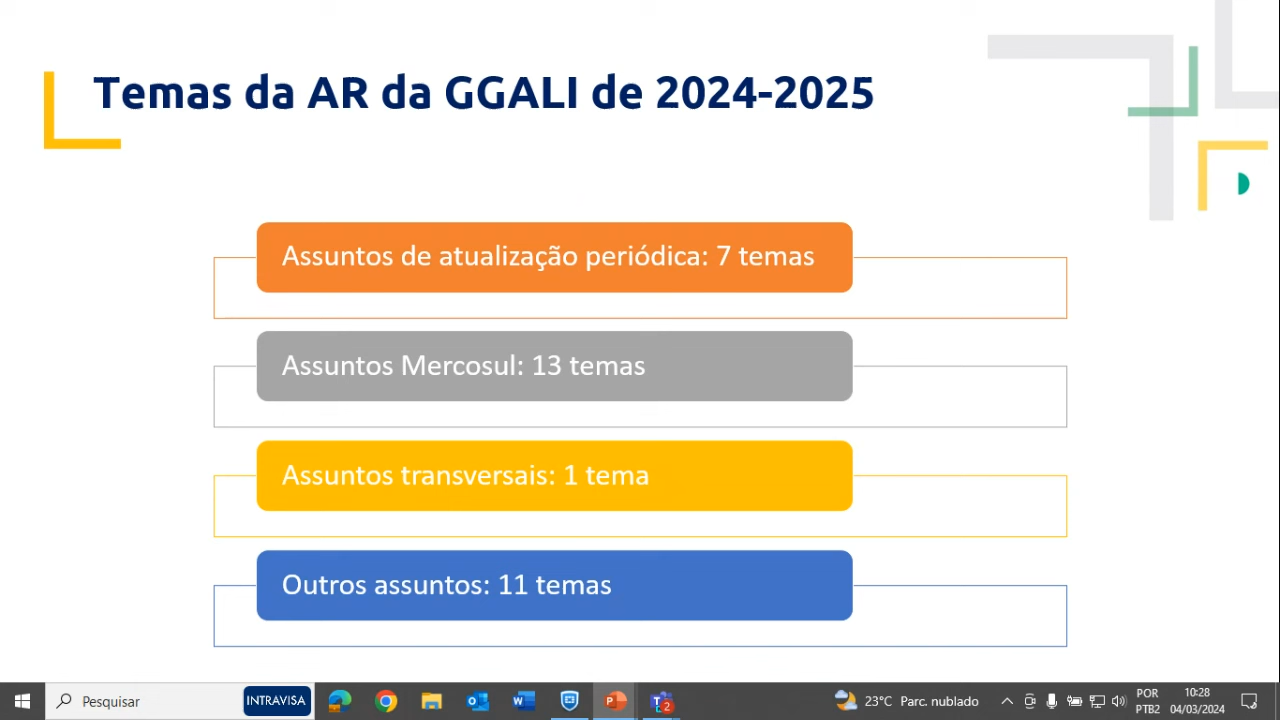 Temas da AR da GGALI de 2024-2025
Assuntos de atualização periódica: 7 temas
Assuntos Mercosul: 13 temas
Assuntos transversais: 1 tema
Outros assuntos: 11 temas
Pesquisar
INTRAVISA
2
23°C Parc. nublado
POR
PTB2
10:28
04/03/2024